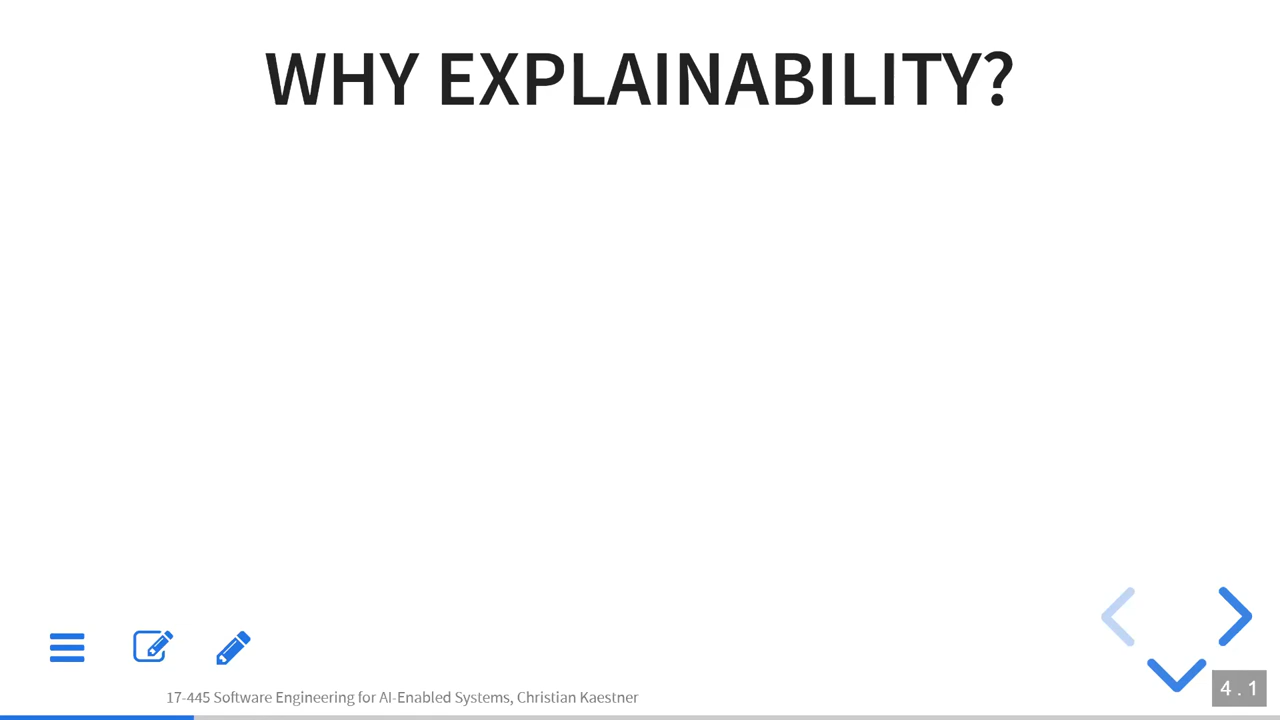 WHY EXPLAINABILITY?
17-445 Software Engineering for AI-Enabled Systems, Christian Kaestner
4 . 1